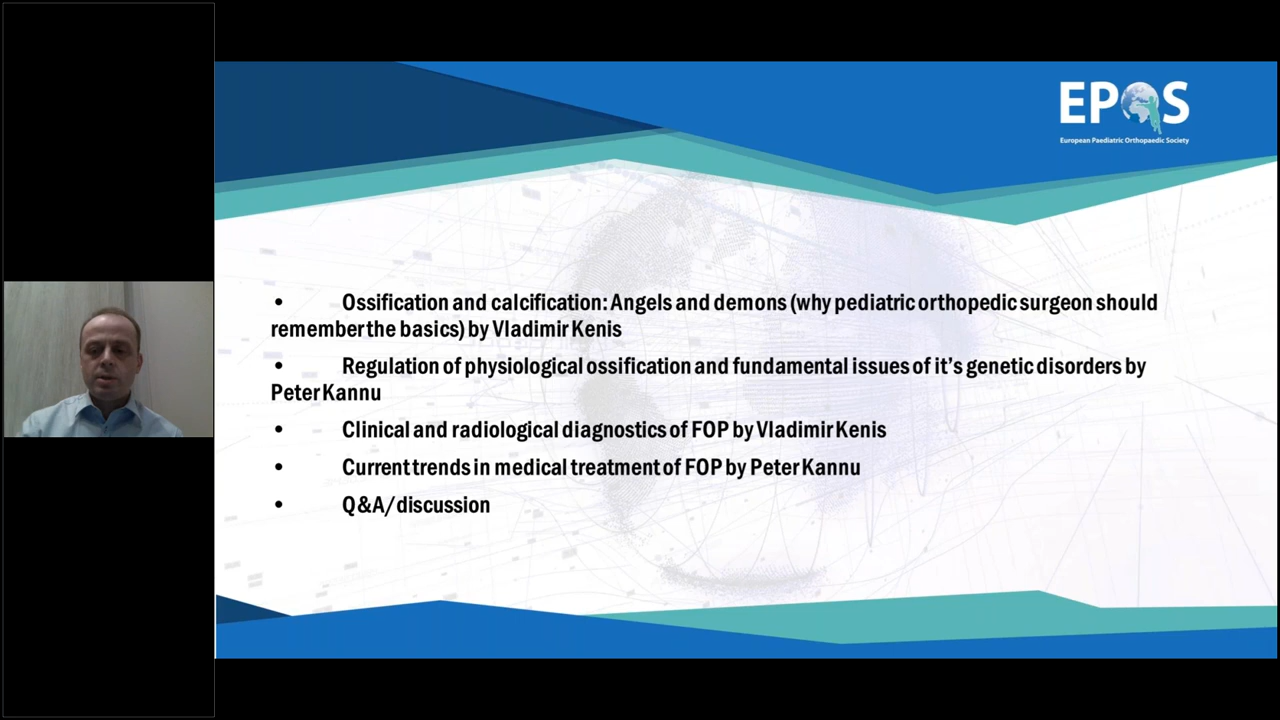 EPOS
European Paediatric Orthopaedic Society
• Ossification and calcification: Angels and demons (why pediatric orthopedic surgeon should
remember the basics) by Vladimir Kenis
• Regulation of physiological ossification and fundamental issues of it's genetic disorders by
Peter Kannu
• Clinical and radiological diagnostics of FOP by Vladimir Kenis
• Current trends in medical treatment of FOP by Peter Kannu
• Q&A/discussion